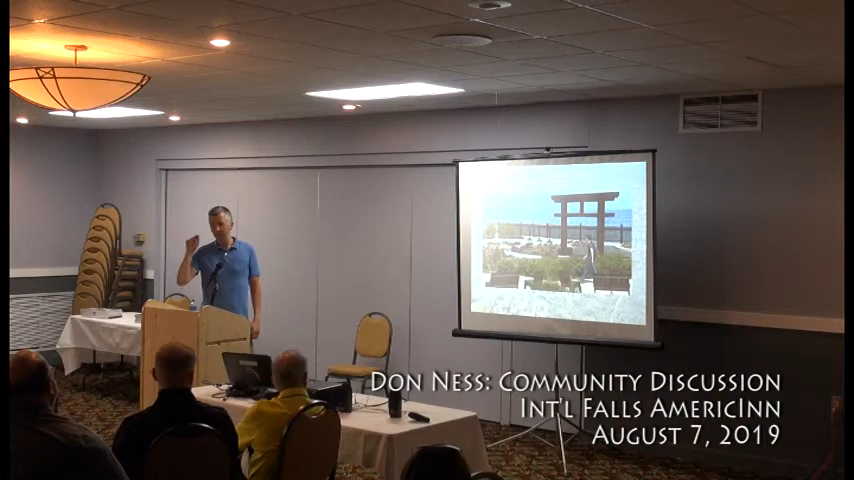 Don Ness: Community Discussion
Int'l Falls AmericInn
August 7, 2019